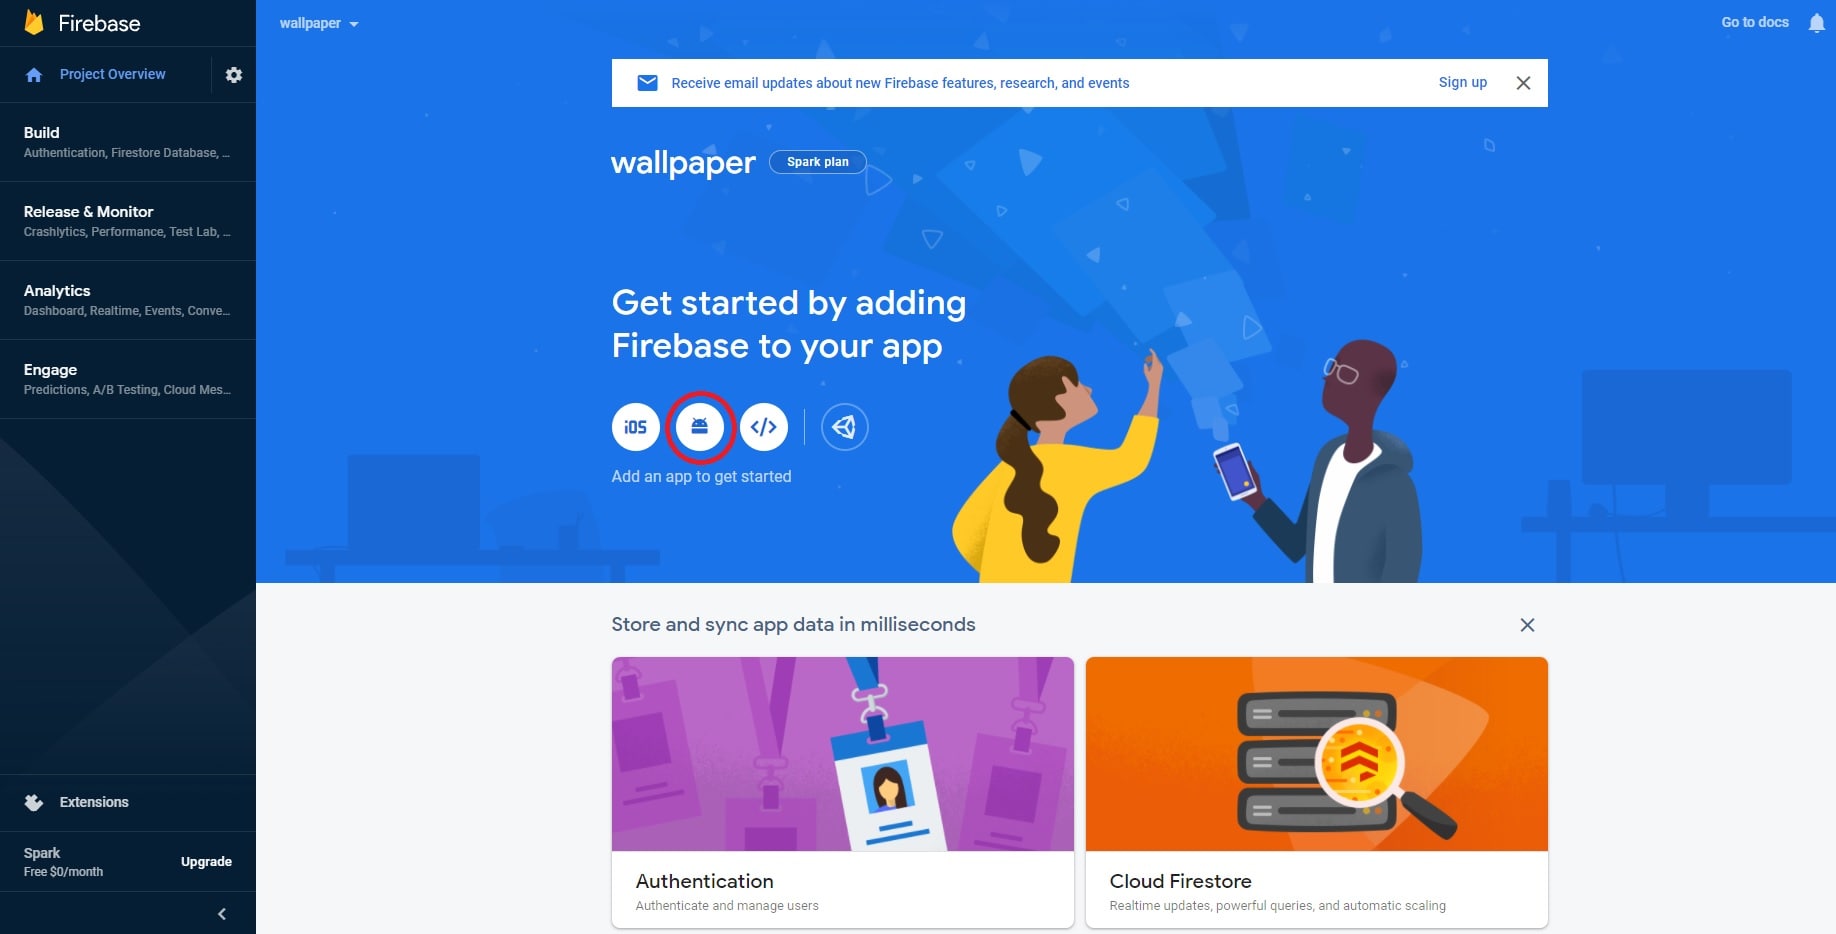 Firebase
Project Overview
Build
Authentication, Firestore Database, ...
Release & Monitor
Crashlytics, Performance, Test Lab, ...
Analytics
Dashboard, Realtime, Events, Conve...
Engage
Predictions, A/B Testing, Cloud Mes...
Extensions
Spark
Free $0/month
Upgrade
wallpaper
Go to docs
Receive email updates about new Firebase features, research, and events
Sign up
wallpaper
Spark plan
Get started by adding
Firebase to your app
iOS
Add an app to get started
Store and sync app data in milliseconds
Authentication
Authenticate and manage users
Cloud Firestore
Realtime updates, powerful queries, and automatic scaling